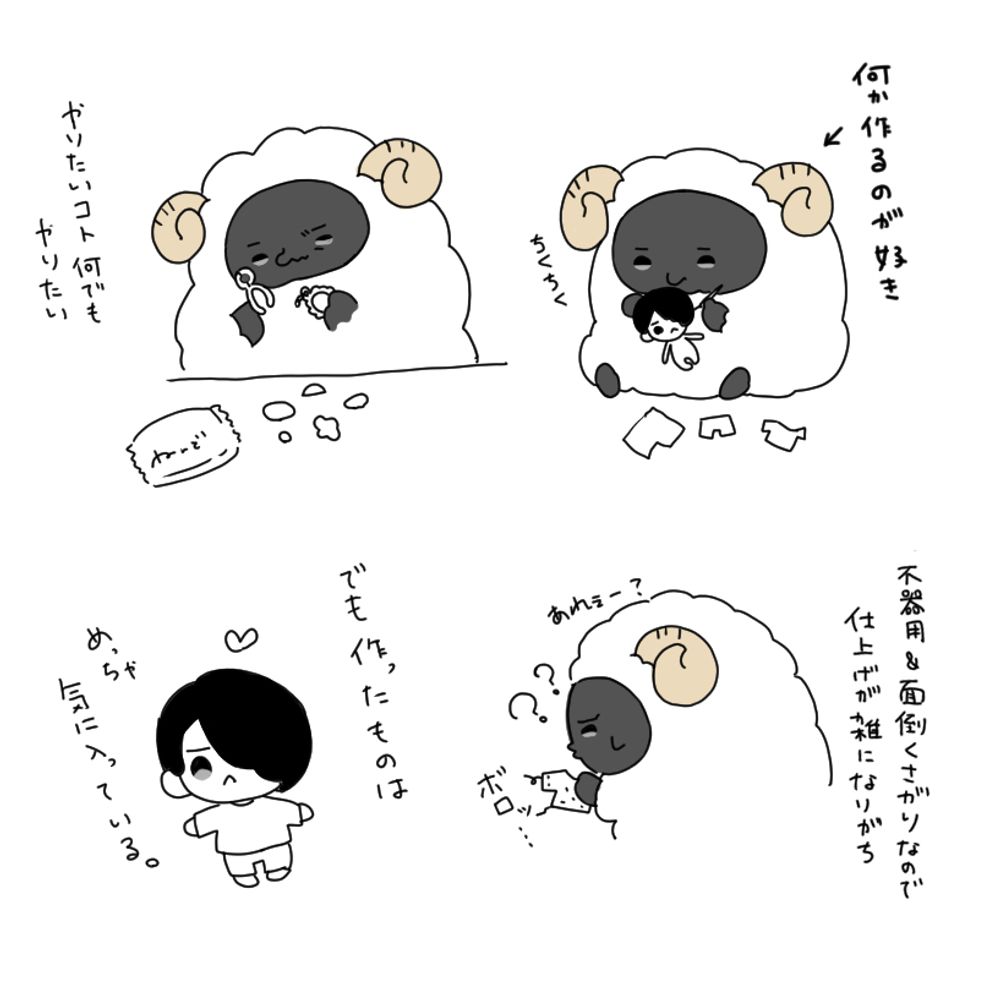 何か作るのが好き
ちくちく
やりたいコト何でも
やりたい
ねんど
不器用&面倒くさがりなので
仕上げが雑になりがち
あれぇー?
??
ボロッ…
でも作ったものは
めっちゃ
気に入っている。